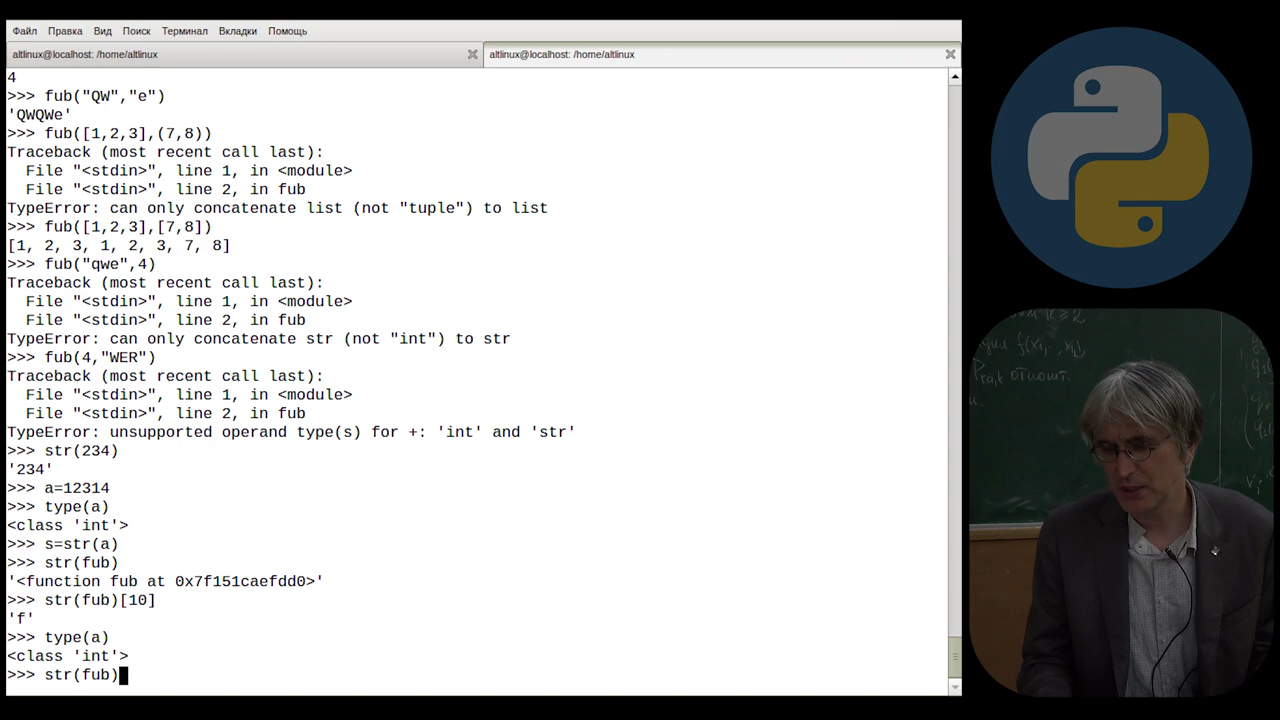 Файл Правка Вид Поиск Терминал Вкладки Помощь
altlinux@localhost: /home/altlinux altlinux@localhost: /home/altlinux
4
>>> fub("QW","e")
'QWQWe'
>>> fub([1,2,3],(7,8))
Traceback (most recent call last):
  File "<stdin>", line 1, in <module>
  File "<stdin>", line 2, in fub
TypeError: can only concatenate list (not "tuple") to list
>>> fub([1,2,3],[7,8])
[1, 2, 3, 1, 2, 3, 7, 8]
>>> fub("qwe",4)
Traceback (most recent call last):
  File "<stdin>", line 1, in <module>
  File "<stdin>", line 2, in fub
TypeError: can only concatenate str (not "int") to str
>>> fub(4,"WER")
Traceback (most recent call last):
  File "<stdin>", line 1, in <module>
  File "<stdin>", line 2, in fub
TypeError: unsupported operand type(s) for +: 'int' and 'str'
>>> str(234)
'234'
>>> a=12314
>>> type(a)
<class 'int'>
>>> s=str(a)
>>> str(fub)
'<function fub at 0x7f151caefdd0>'
>>> str(fub)[10]
'f'
>>> type(a)
<class 'int'>
>>> str(fub)